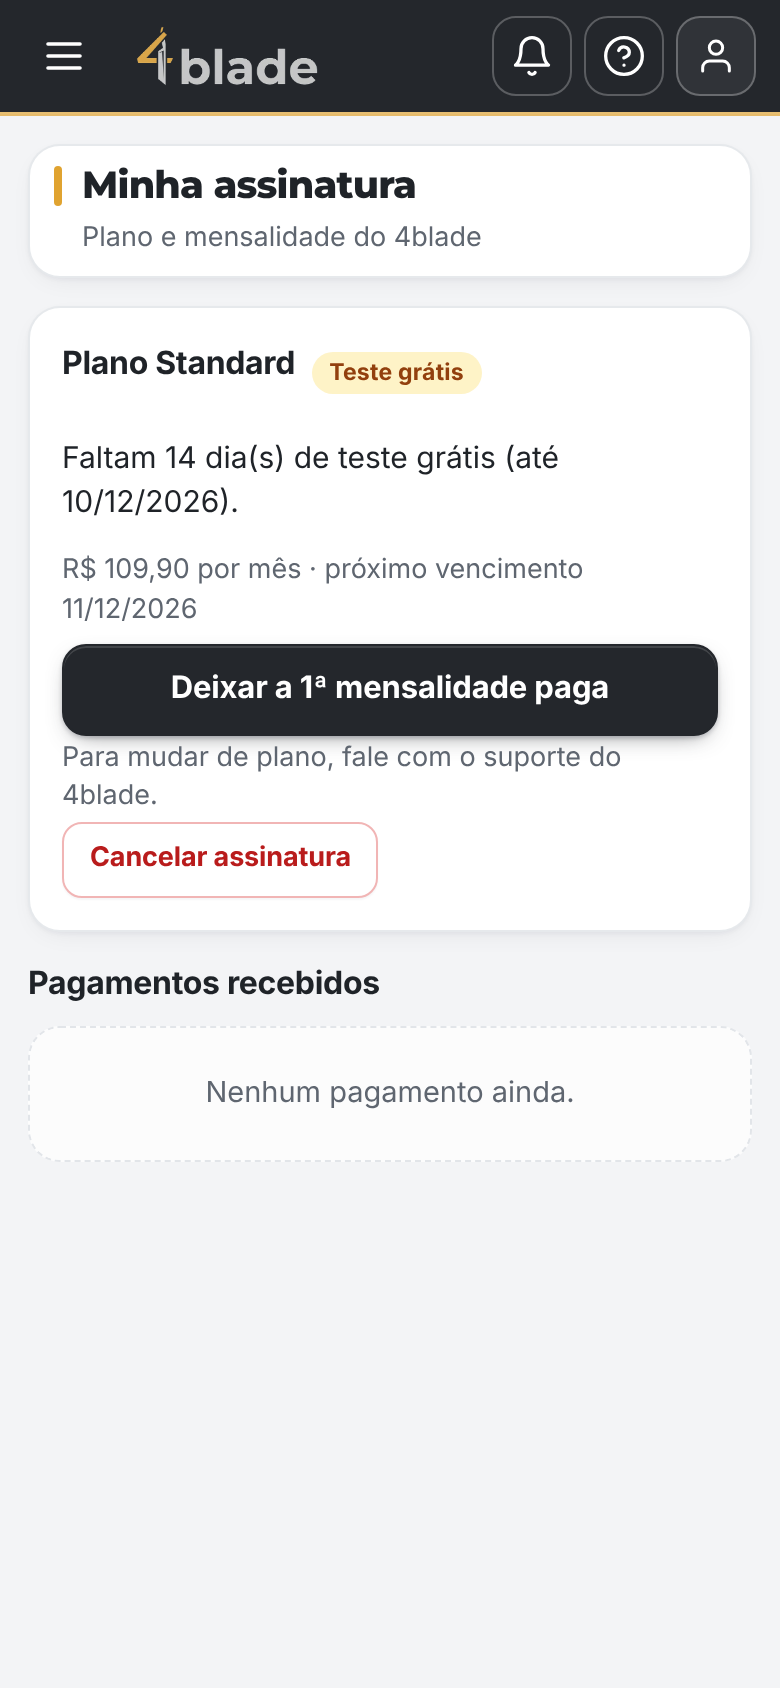 4blade
Minha assinatura
Plano e mensalidade do 4blade
Plano Standard Teste grátis
Faltam 14 dia(s) de teste grátis (até
10/12/2026).
R$ 109,90 por mês · próximo vencimento
11/12/2026
Deixar a 1ª mensalidade paga
Para mudar de plano, fale com o suporte do
4blade.
Cancelar assinatura
Pagamentos recebidos
Nenhum pagamento ainda.